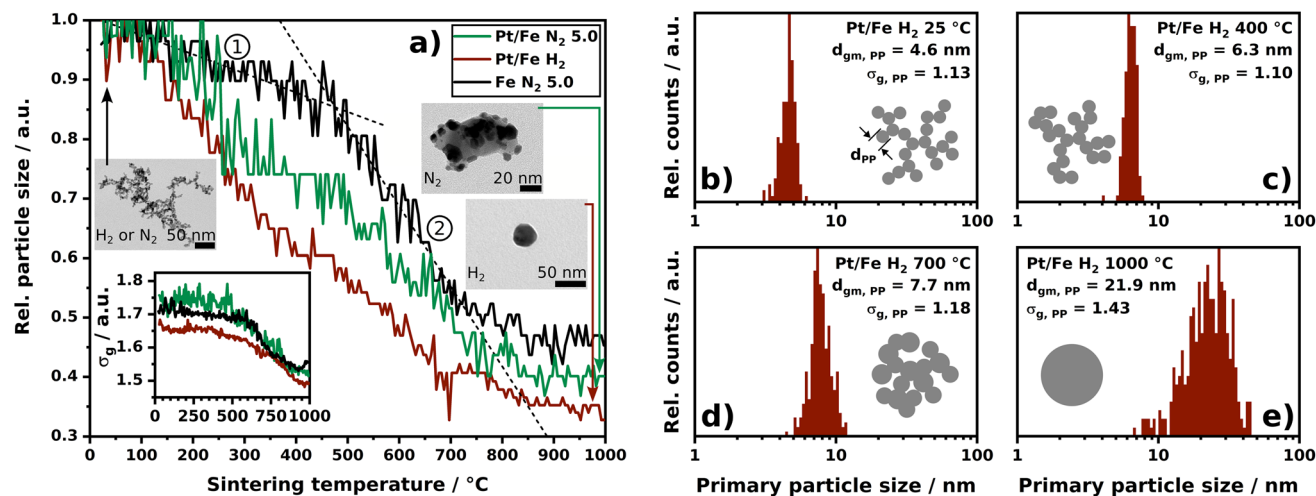 a)
Pt/Fe N₂ 5.0
Pt/Fe H₂
Fe N₂ 5.0
1
2
H₂ or N₂ 50 nm
N₂ 20 nm
H₂ 50 nm
Rel. particle size / a.u.
1.0
0.9
0.8
0.7
0.6
0.5
0.4
0.3
0 100 200 300 400 500 600 700 800 900 1000
Sintering temperature / °C
σg / a.u.
1.8
1.7
1.6
1.5
0 250 500 750 1000
b)
Pt/Fe H₂ 25 °C
dgm, PP = 4.6 nm
σg, PP = 1.13
dPP
Rel. counts / a.u.
1 10 100
c)
Pt/Fe H₂ 400 °C
dgm, PP = 6.3 nm
σg, PP = 1.10
1 10 100
d)
Pt/Fe H₂ 700 °C
dgm, PP = 7.7 nm
σg, PP = 1.18
Rel. counts / a.u.
1 10 100
Primary particle size / nm
e)
Pt/Fe H₂ 1000 °C
dgm, PP = 21.9 nm
σg, PP = 1.43
1 10 100
Primary particle size / nm